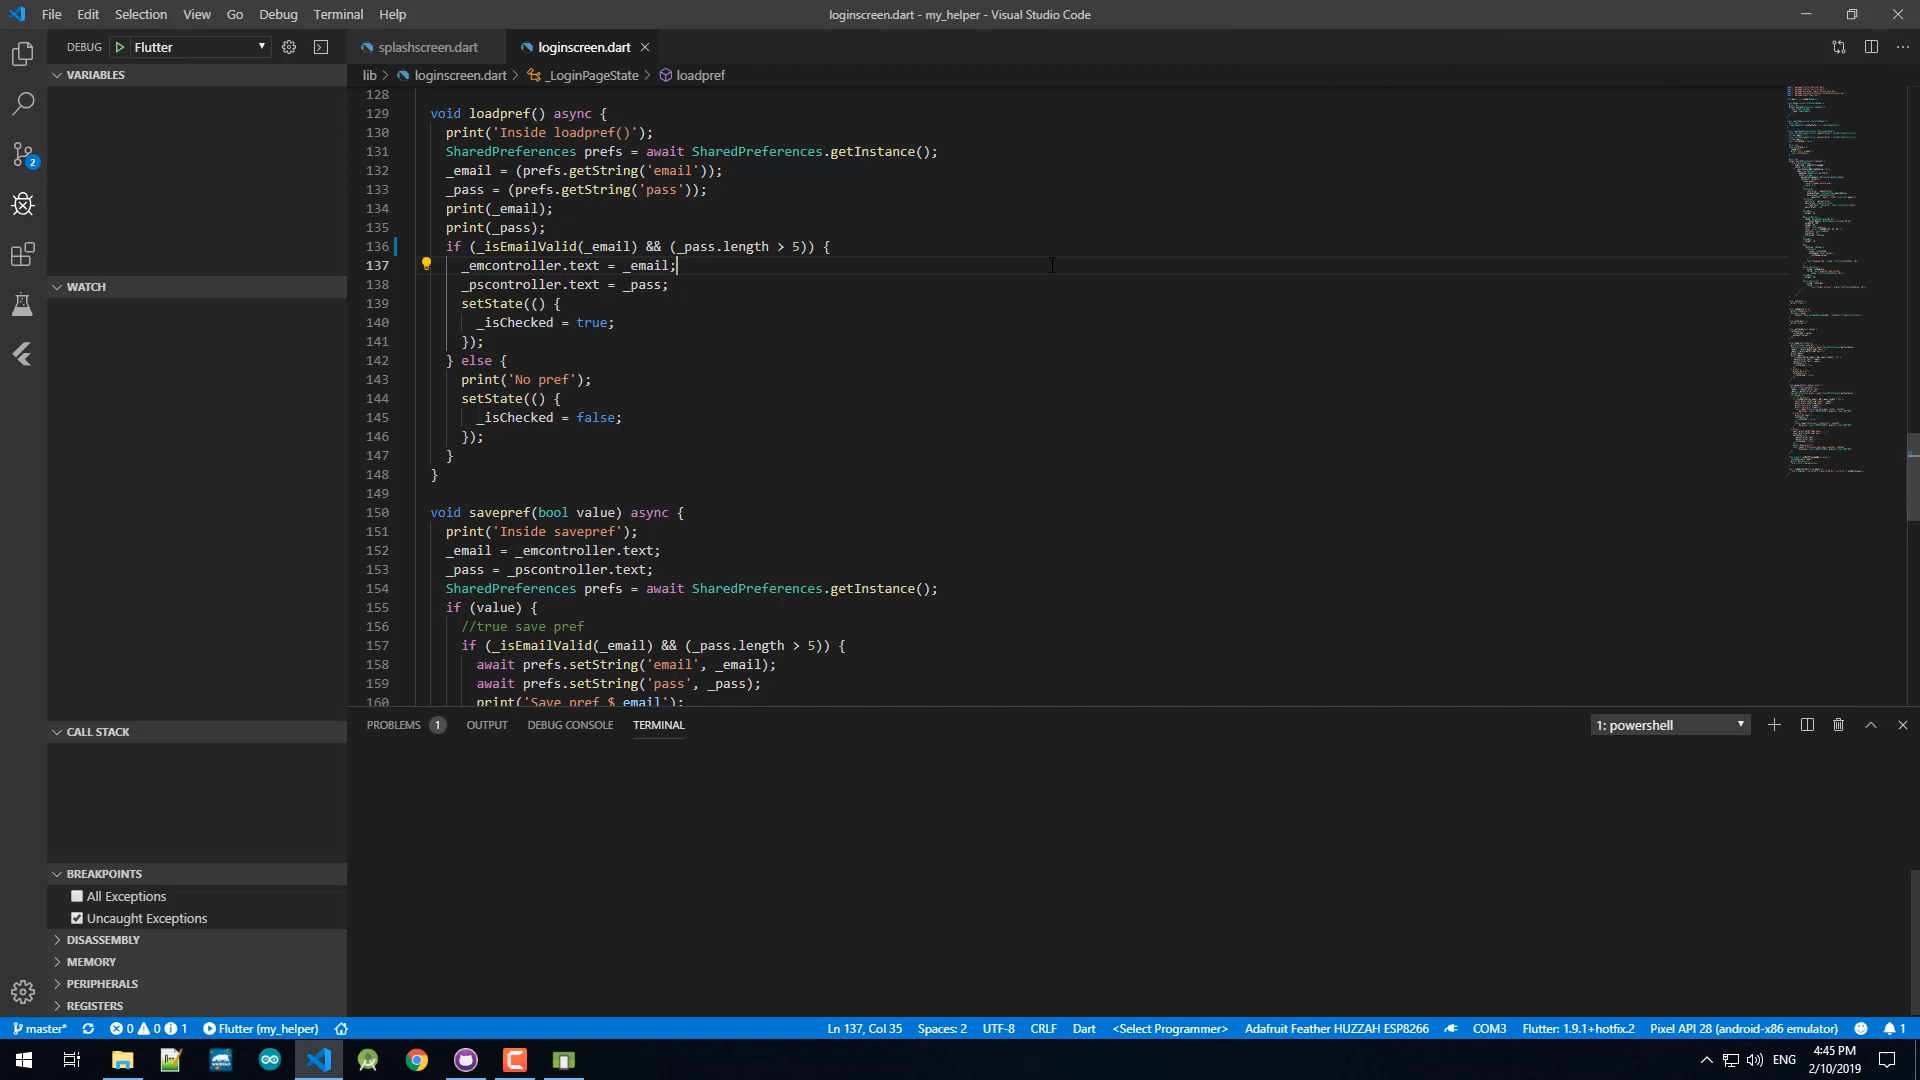 File Edit Selection View Go Debug Terminal Help
loginscreen.dart - my_helper - Visual Studio Code
DEBUG Flutter
splashscreen.dart
loginscreen.dart
lib > loginscreen.dart > _LoginPageState > loadpref
VARIABLES
WATCH
CALL STACK
BREAKPOINTS
All Exceptions
Uncaught Exceptions
DISASSEMBLY
MEMORY
PERIPHERALS
REGISTERS
2
128
129 void loadpref() async {
130 print('Inside loadpref()');
131 SharedPreferences prefs = await SharedPreferences.getInstance();
132 _email = (prefs.getString('email'));
133 _pass = (prefs.getString('pass'));
134 print(_email);
135 print(_pass);
136 if (_isEmailValid(_email) && (_pass.length > 5)) {
137 _emcontroller.text = _email;
138 _pscontroller.text = _pass;
139 setState(() {
140 _isChecked = true;
141 });
142 } else {
143 print('No pref');
144 setState(() {
145 _isChecked = false;
146 });
147 }
148 }
149
150 void savepref(bool value) async {
151 print('Inside savepref');
152 _email = _emcontroller.text;
153 _pass = _pscontroller.text;
154 SharedPreferences prefs = await SharedPreferences.getInstance();
155 if (value) {
156 //true save pref
157 if (_isEmailValid(_email) && (_pass.length > 5)) {
158 await prefs.setString('email', _email);
159 await prefs.setString('pass', _pass);
160 print('Save pref $_email');
PROBLEMS 1 OUTPUT DEBUG CONSOLE TERMINAL
1: powershell
master* 0 0 1 Flutter (my_helper)
Ln 137, Col 35 Spaces: 2 UTF-8 CRLF Dart <Select Programmer> Adafruit Feather HUZZAH ESP8266 COM3 Flutter: 1.9.1+hotfix.2 Pixel API 28 (android-x86 emulator) 1
ENG
4:45 PM
2/10/2019